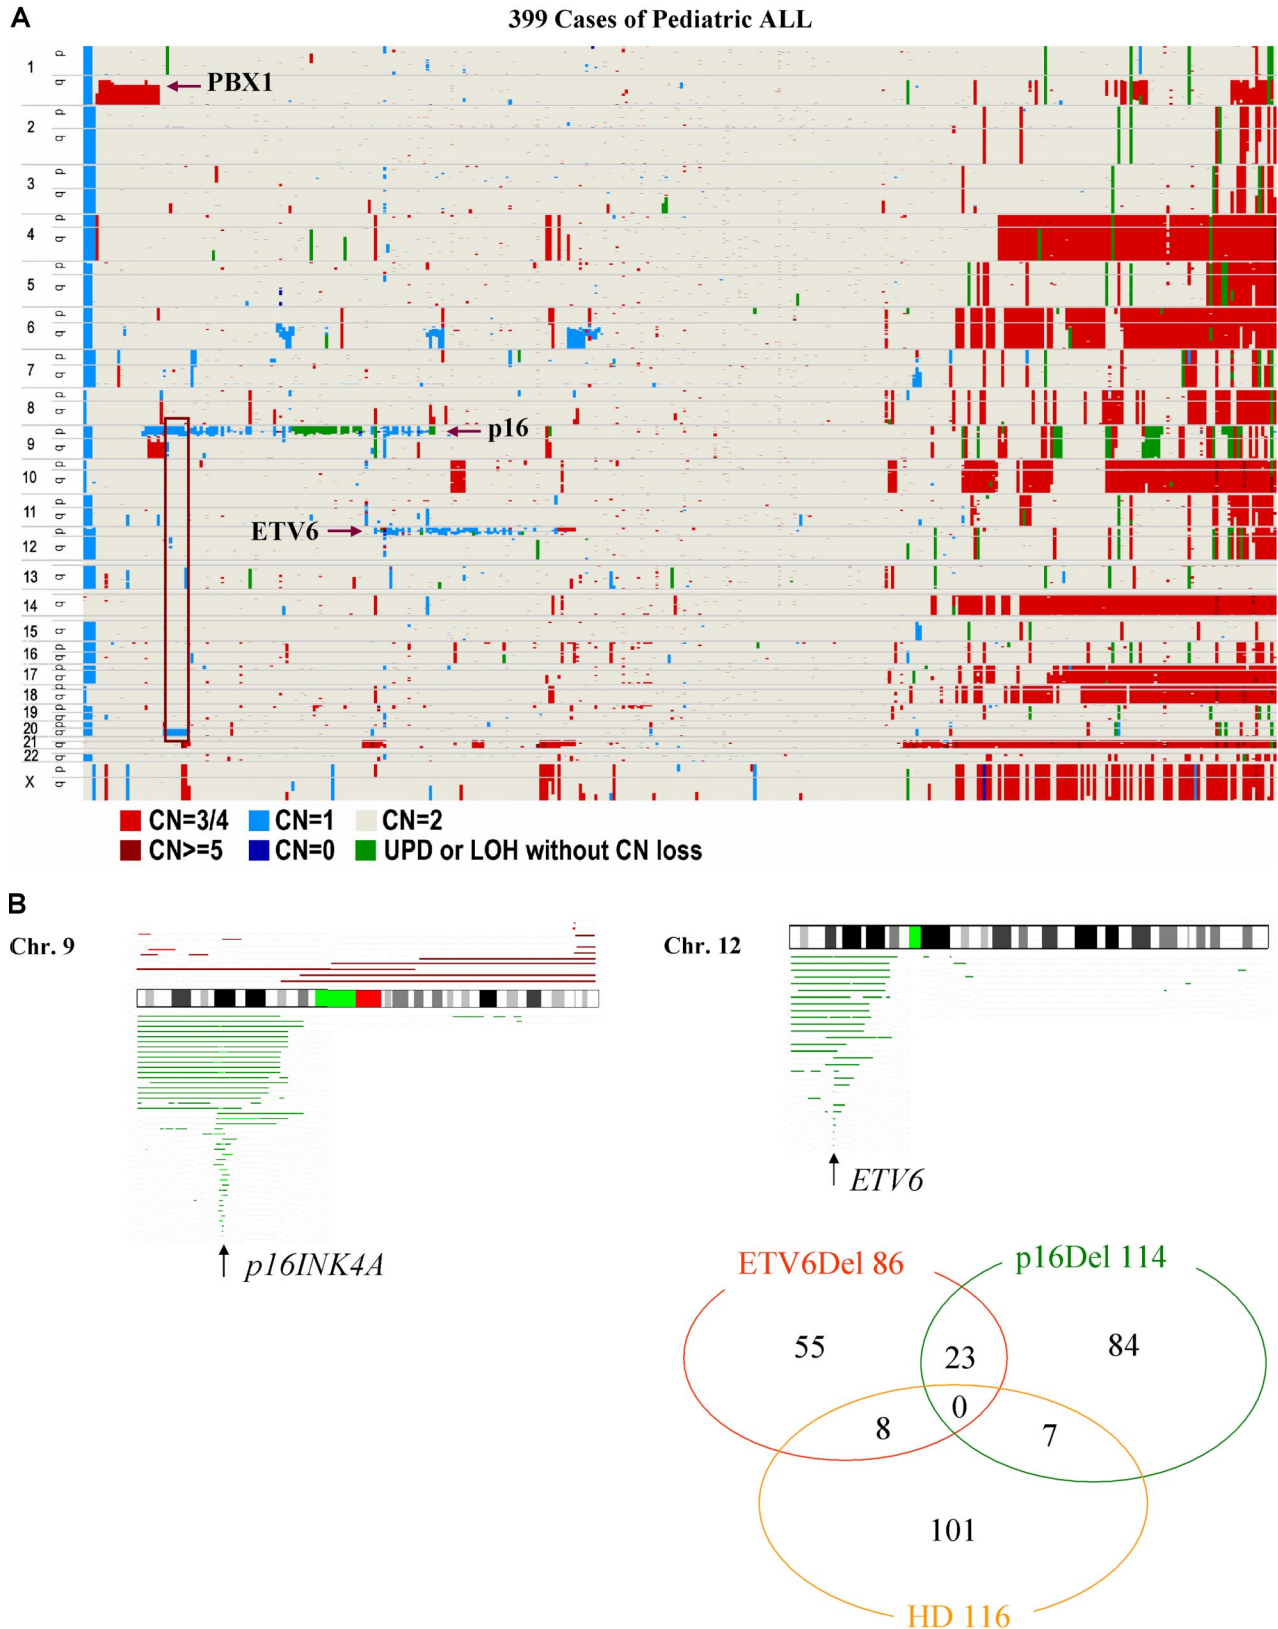 A
399 Cases of Pediatric ALL
1 p q
PBX1
2 p q
3 p q
4 p q
5 p q
6 p q
7 p q
8 p q
9 p q
p16
10 p q
11 p q
ETV6
12 p q
13 q
14 q
15 q
16 p q
17 p q
18 p q
19 p q
20 p q
21 q
22 q
X p q
CN=3/4 CN=1 CN=2
CN>=5 CN=0 UPD or LOH without CN loss
B
Chr. 9
Chr. 12
ETV6
p16INK4A
ETV6Del 86
p16Del 114
55
23
84
0
8
7
101
HD 116